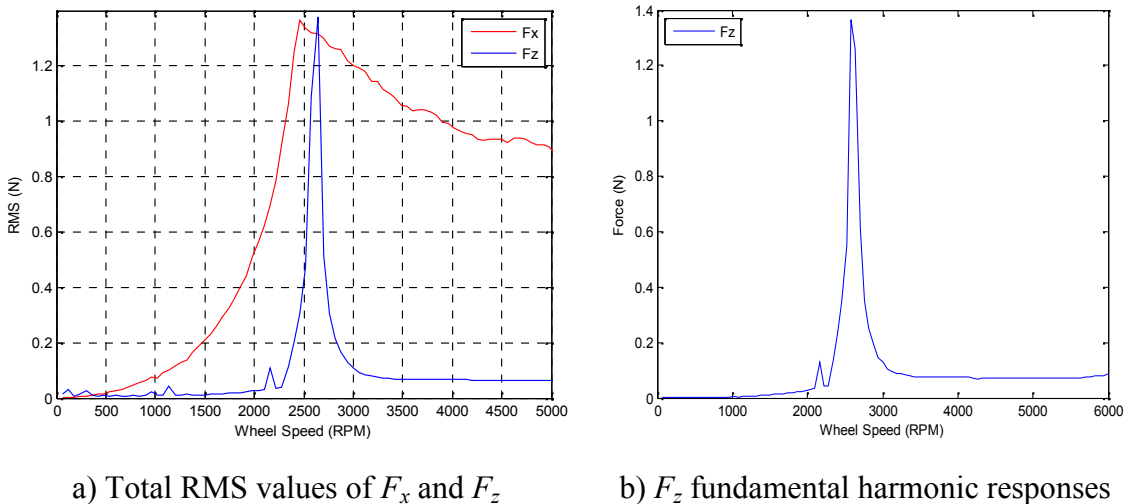 Fx
Fz
RMS (N)
1.2
1
0.8
0.6
0.4
0.2
0
0 500 1000 1500 2000 2500 3000 3500 4000 4500 5000
Wheel Speed (RPM)
a) Total RMS values of Fx and Fz
Fz
Force (N)
1.4
1.2
1
0.8
0.6
0.4
0.2
0
0 1000 2000 3000 4000 5000 6000
Wheel Speed (RPM)
b) Fz fundamental harmonic responses